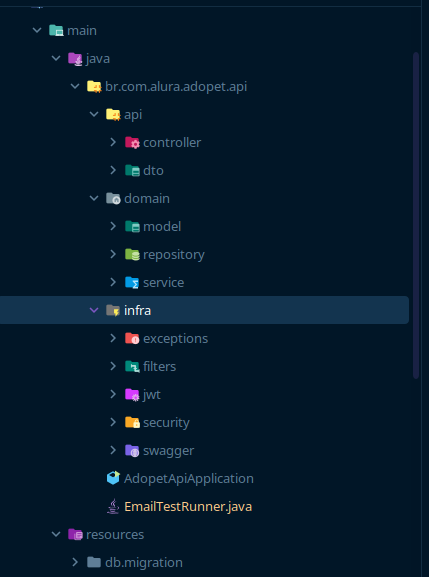 main
java
br.com.alura.adopet.api
api
controller
dto
domain
model
repository
service
infra
exceptions
filters
jwt
security
swagger
AdopetApiApplication
EmailTestRunner.java
resources
db.migration